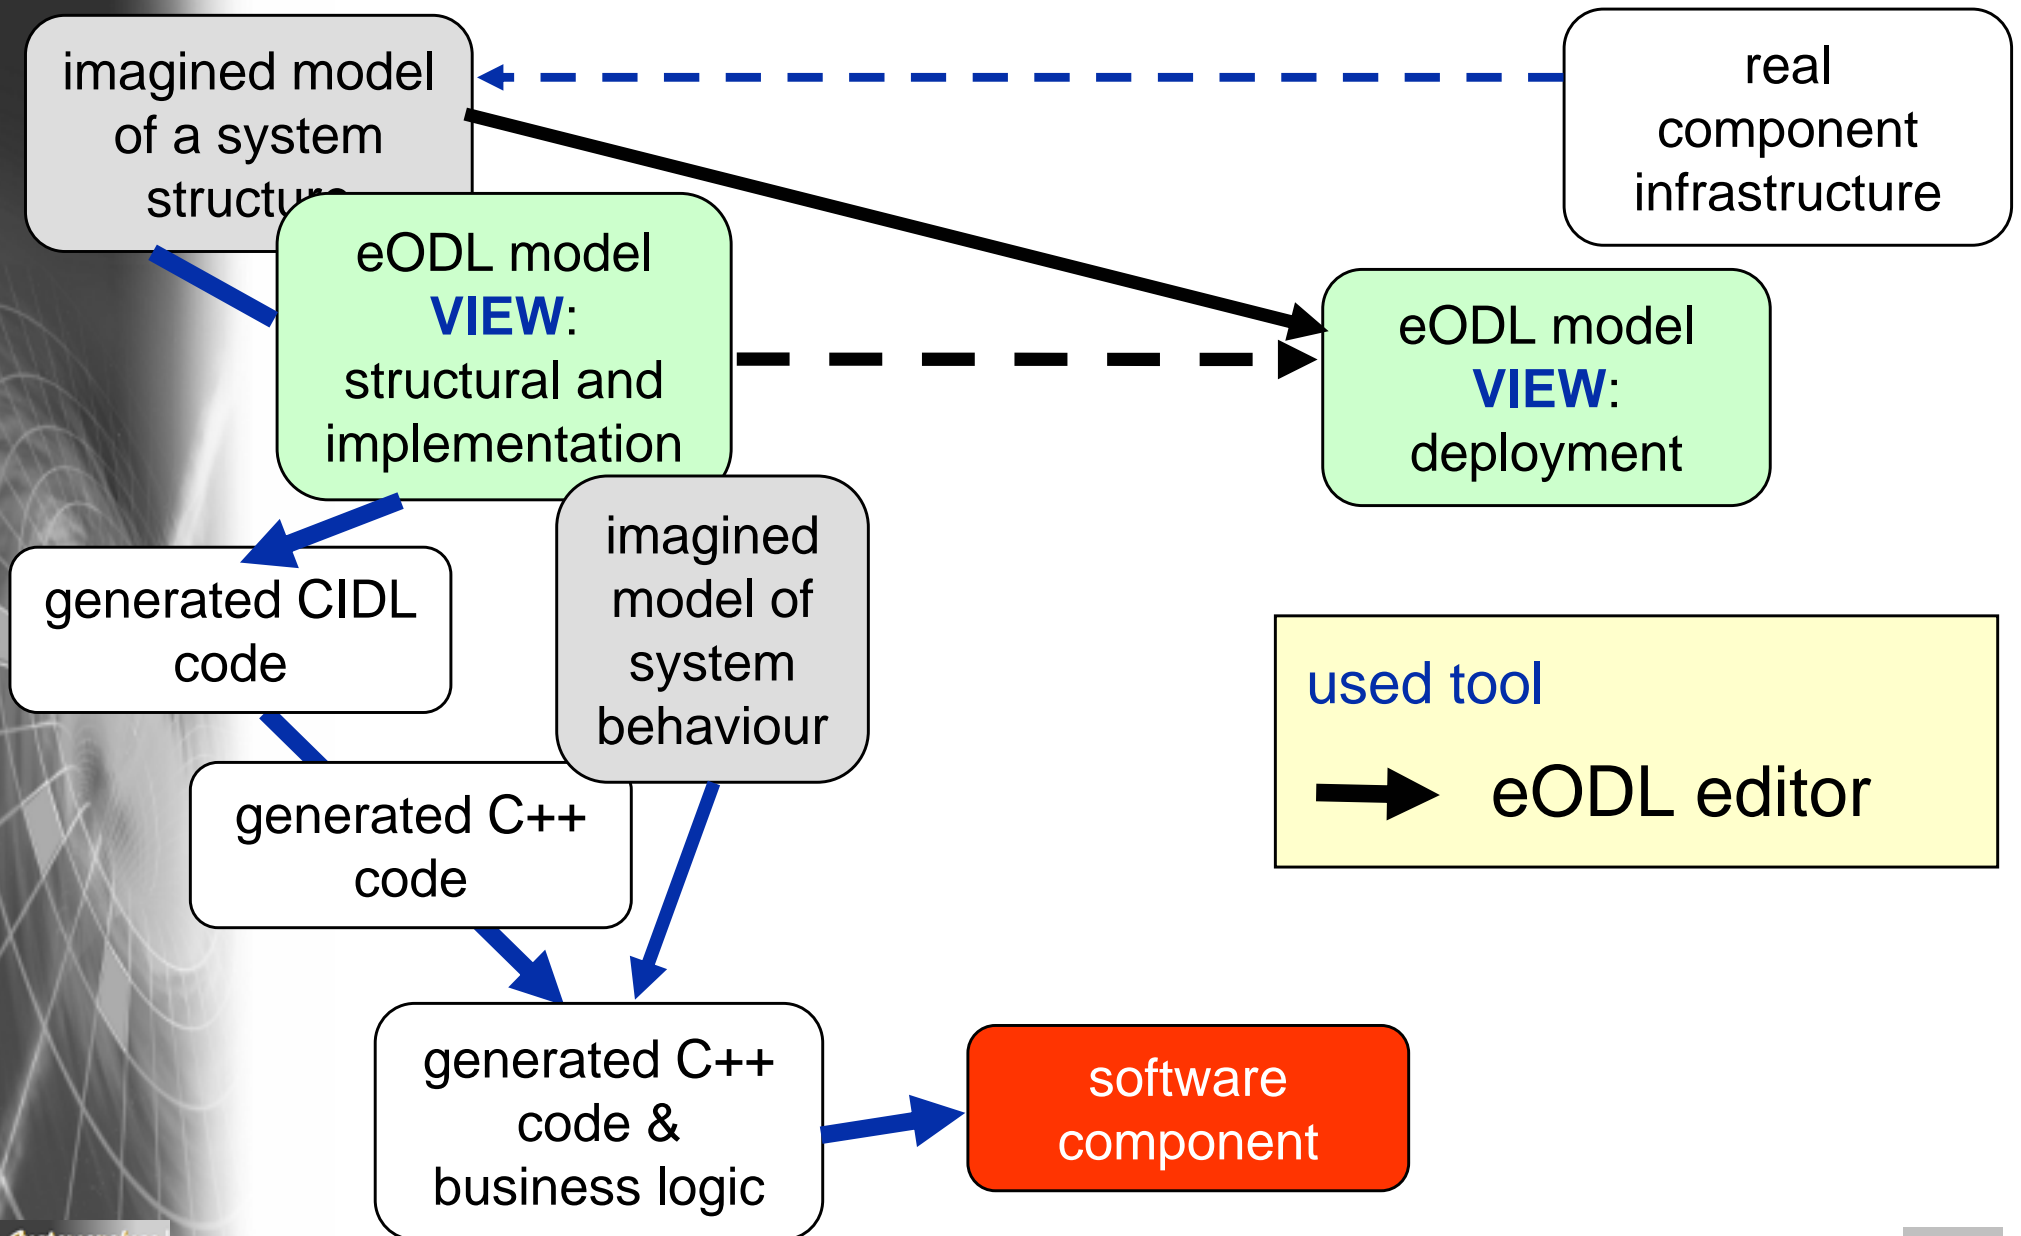 imagined model
of a system
structure
real
component
infrastructure
eODL model
VIEW:
structural and
implementation
eODL model
VIEW:
deployment
imagined
model of
system
behaviour
generated CIDL
code
used tool
eODL editor
generated C++
code
generated C++
code &
business logic
software
component